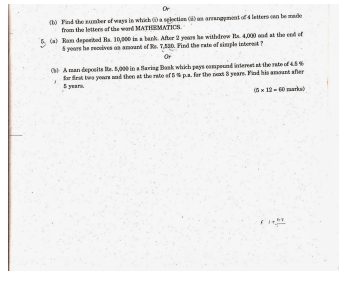 Or
(b) Find the number of ways in which (i) a selection (ii) an arrangement of 4 letters can be made
from the letters of the word MATHEMATICS.
5. (a) Ram deposited Rs. 10,000 in a bank. After 2 years he withdrew Rs. 4,000 and at the end of
5 years he receives an amount of Rs. 7,520. Find the rate of simple interest ?
Or
(b) A man deposits Rs. 5,000 in a Saving Bank which pays compound interest at the rate of 4.5 %
for first two years and then at the rate of 5 % p.a. for the next 3 years. Find his amount after
5 years.
(5 × 12 = 60 marks)